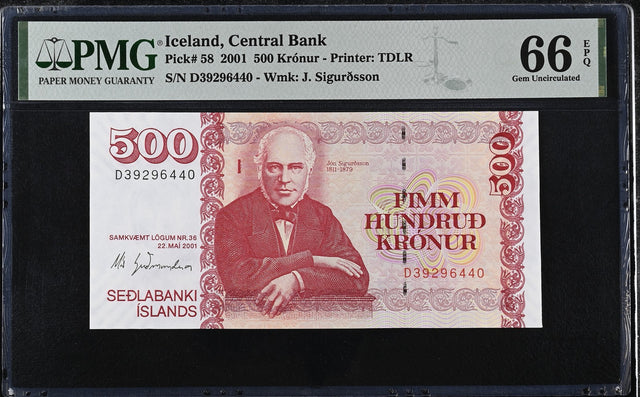 PMG
PAPER MONEY GUARANTY
Iceland, Central Bank
Pick# 58 2001 500 Krónur - Printer: TDLR
S/N D39296440 - Wmk: J. Sigurðsson
66 EPQ
Gem Uncirculated
500
D39296440
Jón Sigurðsson
1811-1879
500
FIMM
HUNDRUÐ
KRÓNUR
SAMKVÆMT LÖGUM NR. 36
22. MAÍ 2001
D39296440
SEÐLABANKI
ÍSLANDS